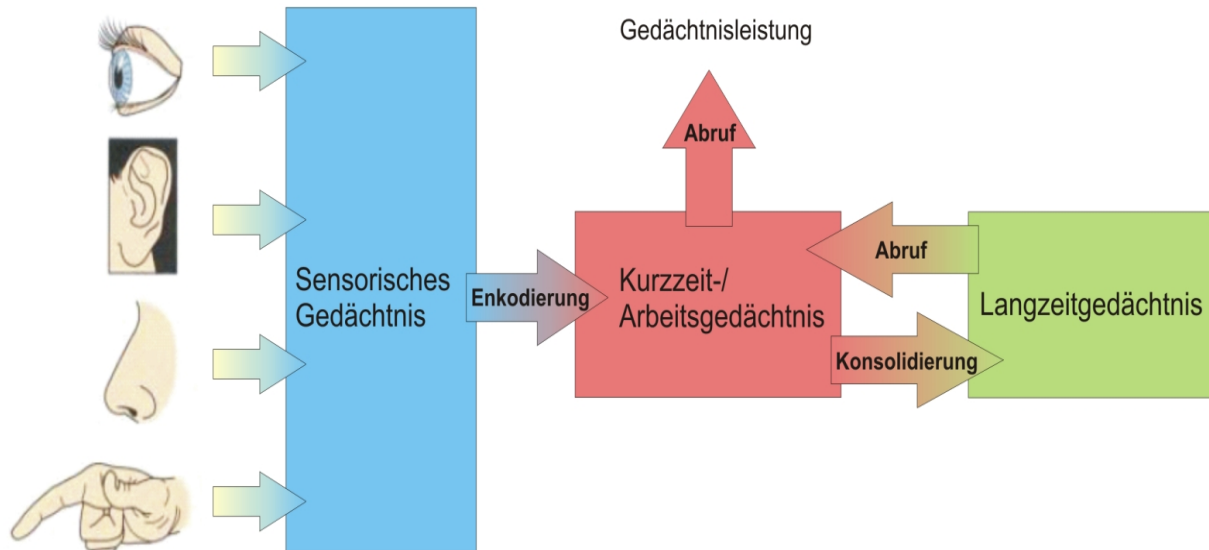 Gedächtnisleistung
Abruf
Sensorisches
Gedächtnis
Enkodierung
Kurzzeit-/
Arbeitsgedächtnis
Abruf
Konsolidierung
Langzeitgedächtnis